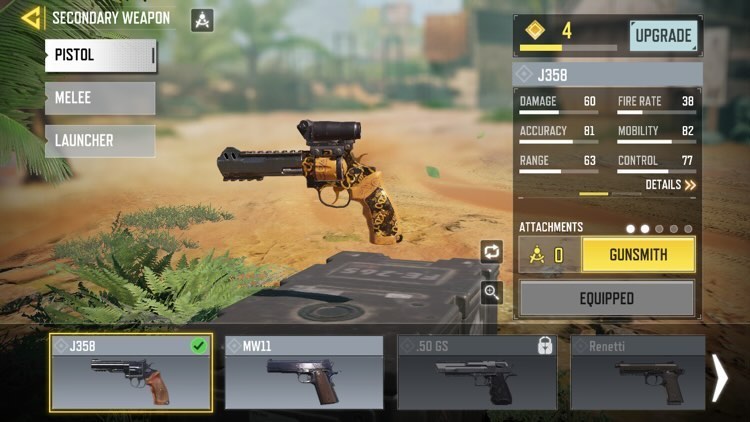 SECONDARY WEAPON
PISTOL
MELEE
LAUNCHER
4
UPGRADE
J358
DAMAGE 60
FIRE RATE 38
ACCURACY 81
MOBILITY 82
RANGE 63
CONTROL 77
DETAILS
ATTACHMENTS
0
GUNSMITH
EQUIPPED
J358
MW11
.50 GS
Renetti